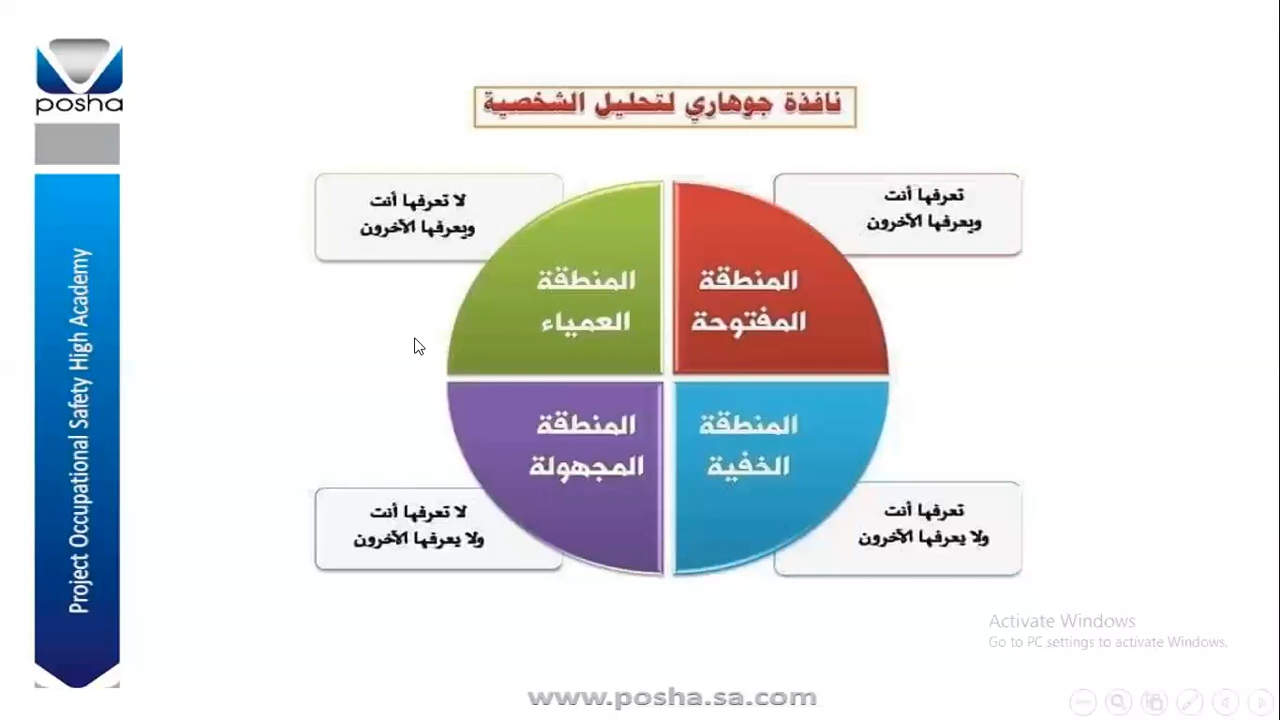 posha
Project Occupational Safety High Academy
نافذة جوهاري لتحليل الشخصية
تعرفها أنت
ويعرفها الآخرون
لا تعرفها أنت
ويعرفها الآخرون
المنطقة
المفتوحة
المنطقة
العمياء
المنطقة
الخفية
المنطقة
المجهولة
تعرفها أنت
ولا يعرفها الآخرون
لا تعرفها أنت
ولا يعرفها الآخرون
Activate Windows
Go to PC settings to activate Windows.
www.posha.sa.com